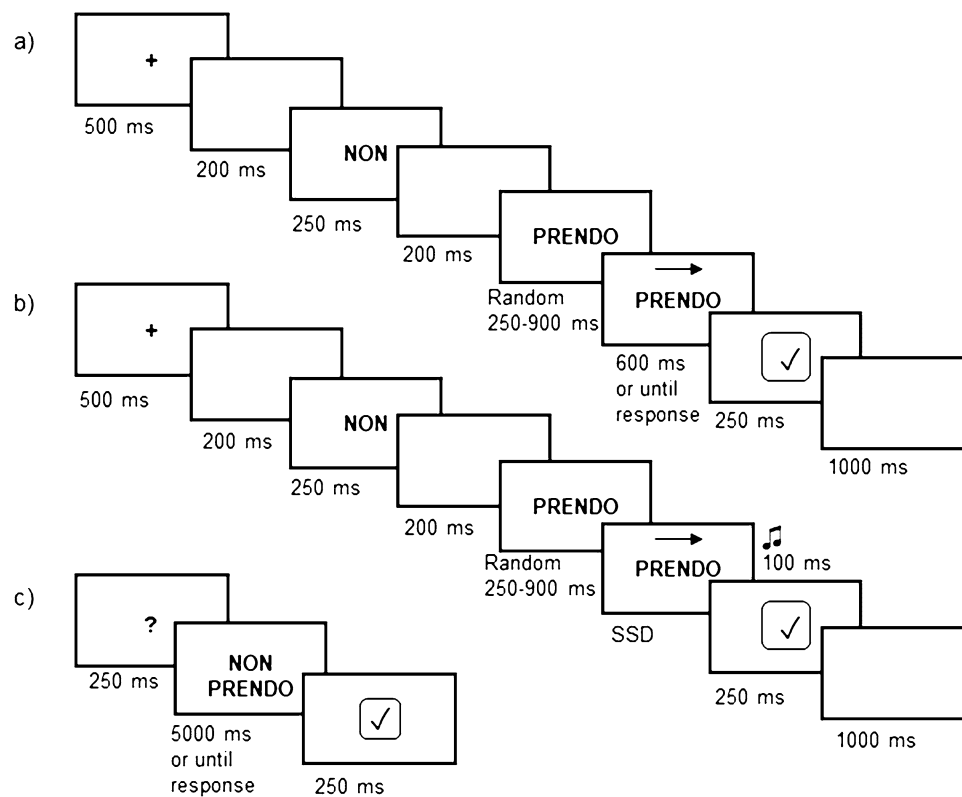 a)
+
500 ms
200 ms
NON
250 ms
200 ms
PRENDO
Random
250-900 ms
PRENDO
600 ms
or until
response
250 ms
1000 ms
b)
+
500 ms
200 ms
NON
250 ms
200 ms
PRENDO
Random
250-900 ms
PRENDO
100 ms
SSD
250 ms
1000 ms
c)
?
250 ms
NON
PRENDO
5000 ms
or until
response
250 ms